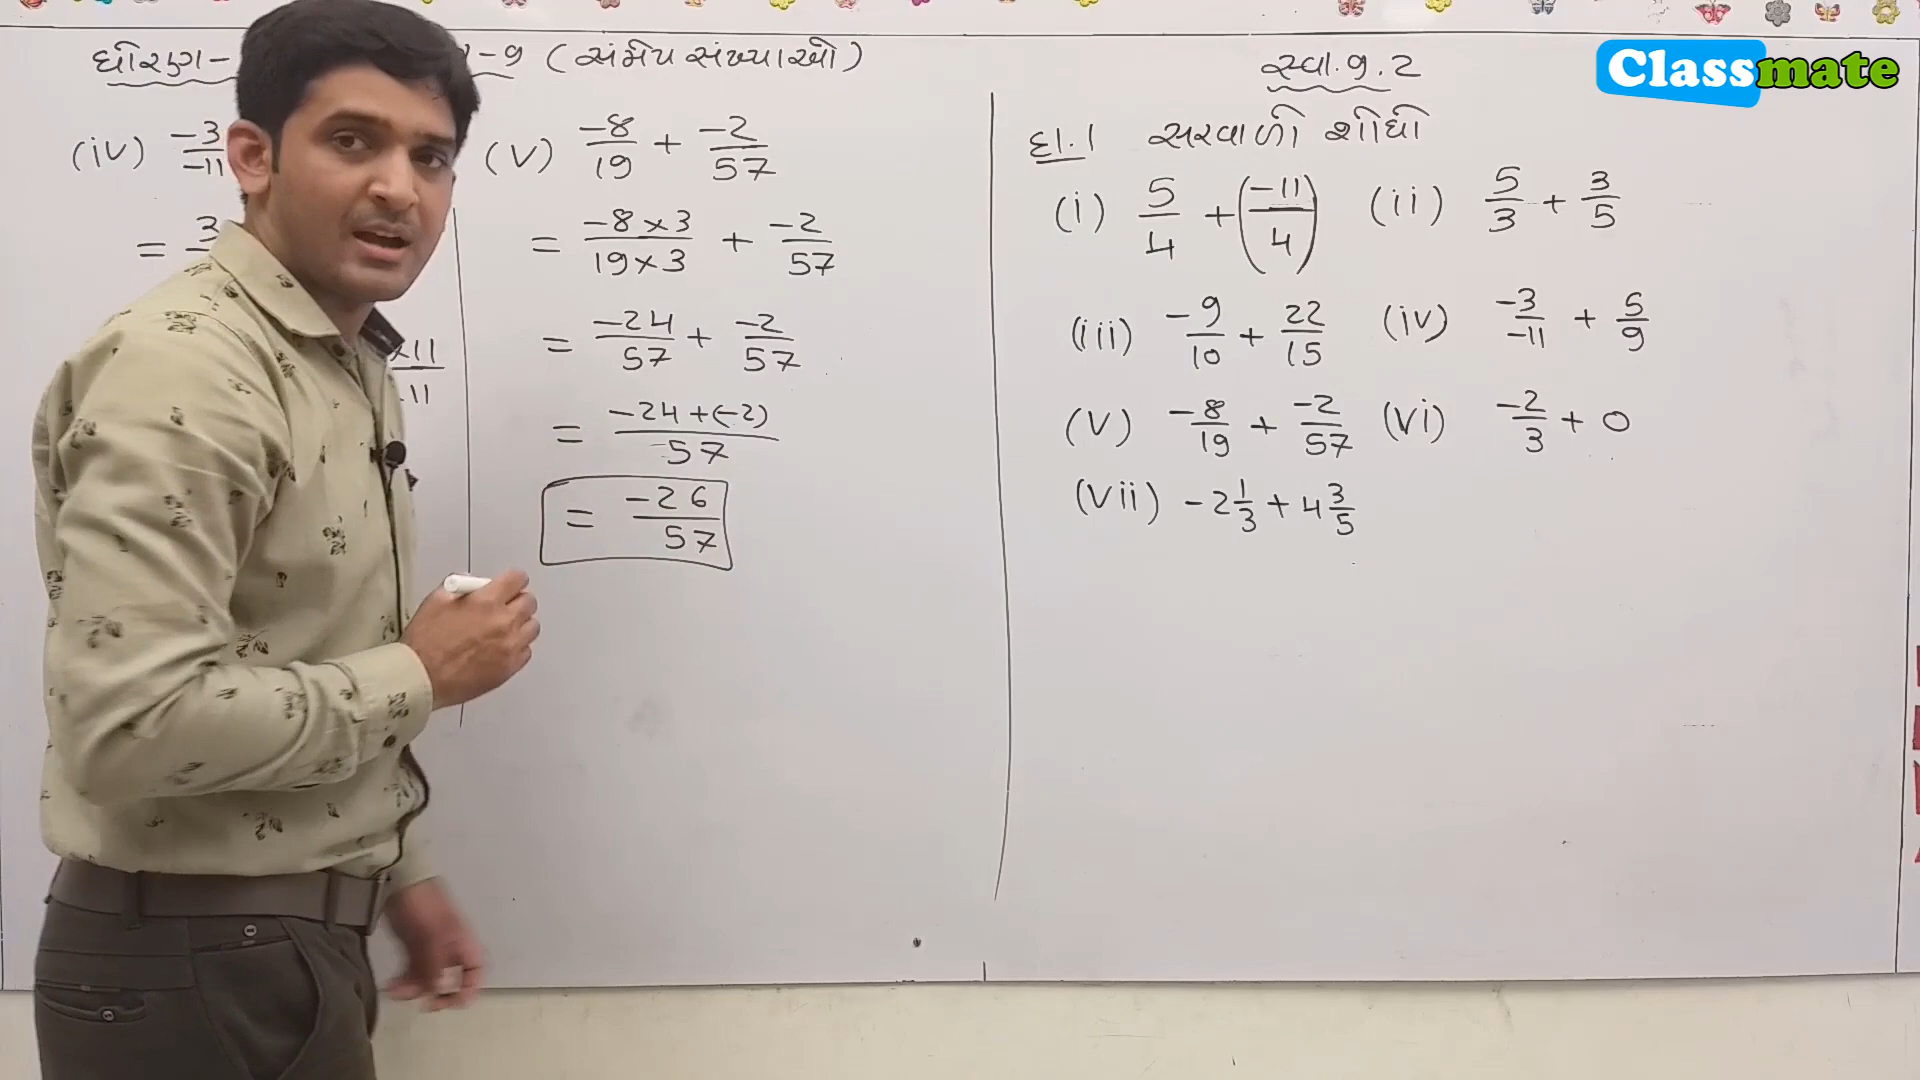 ધોરણ-
-૭ (સંમેય સંખ્યાઓ)
(iv) -3/-11
= 3
×11
11
(v) -8/19 + -2/57
= -8×3/19×3 + -2/57
= -24/57 + -2/57
= -24+(-2)/57
= -26/57
સ્વા.૭.2
દા.1 સરવાળો શોધો
(i) 5/4 + (-11/4) (ii) 5/3 + 3/5
(iii) -9/10 + 22/15 (iv) -3/-11 + 5/9
(v) -8/19 + -2/57 (vi) -2/3 + 0
(vii) -2 1/3 + 4 3/5
Classmate